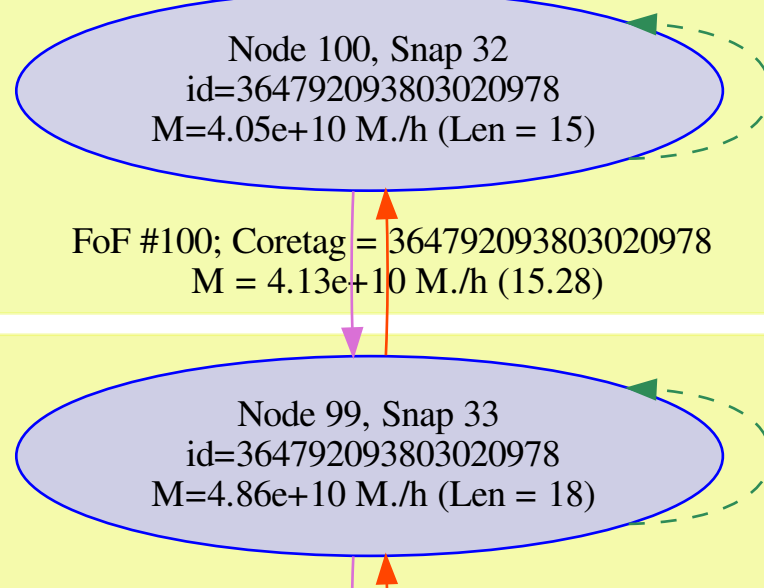 Node 100, Snap 32
id=364792093803020978
M=4.05e+10 M./h (Len = 15)
FoF #100; Coretag = 364792093803020978
M = 4.13e+10 M./h (15.28)
Node 99, Snap 33
id=364792093803020978
M=4.86e+10 M./h (Len = 18)